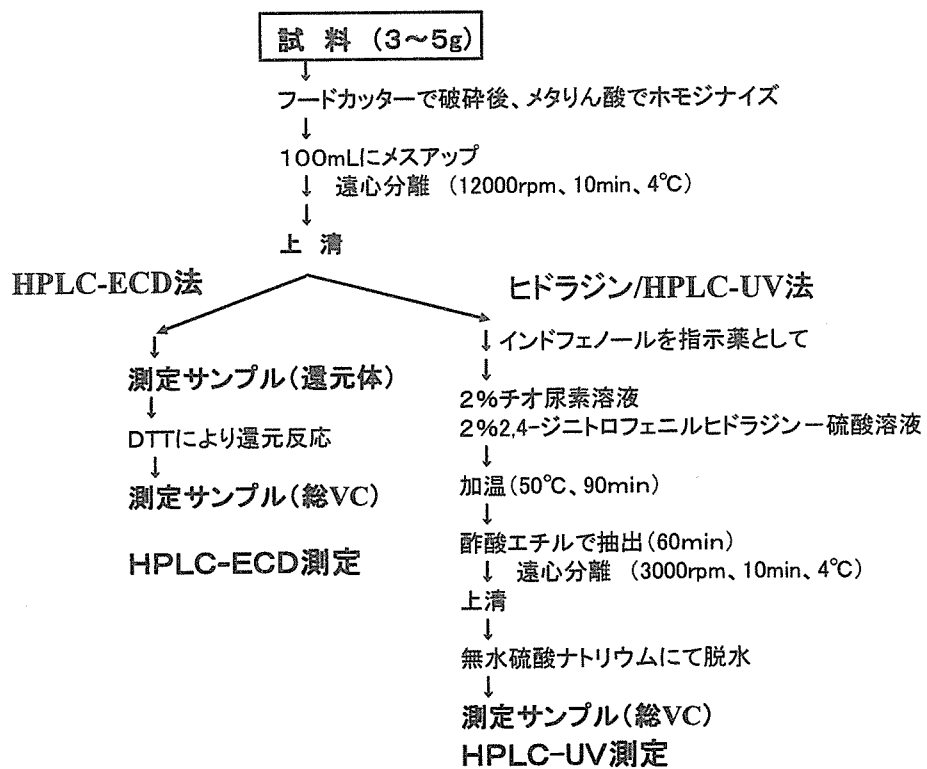 試 料 (3～5g)
フードカッターで破砕後、メタりん酸でホモジナイズ
100mLにメスアップ
遠心分離 (12000rpm、10min、4℃)
上 清
HPLC-ECD法
測定サンプル(還元体)
DTTにより還元反応
測定サンプル(総VC)
HPLC-ECD測定
ヒドラジン/HPLC-UV法
インドフェノールを指示薬として
2%チオ尿素溶液
2%2,4-ジニトロフェニルヒドラジン－硫酸溶液
加温(50℃、90min)
酢酸エチルで抽出(60min)
遠心分離 (3000rpm、10min、4℃)
上清
無水硫酸ナトリウムにて脱水
測定サンプル(総VC)
HPLC-UV測定